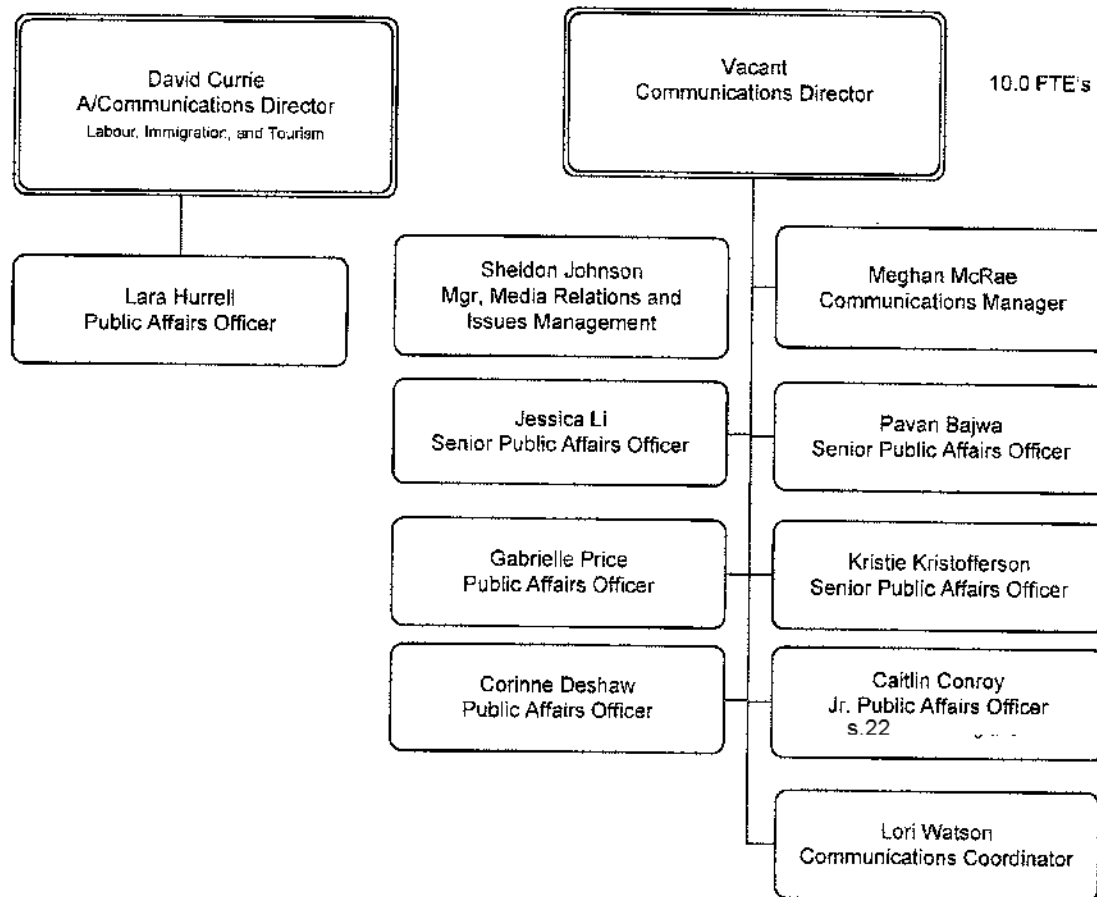 David Currie
A/Communications Director
Labour, Immigration, and Tourism
Vacant
Communications Director
10.0 FTE's
Lara Hurrell
Public Affairs Officer
Sheldon Johnson
Mgr, Media Relations and
Issues Management
Meghan McRae
Communications Manager
Jessica Li
Senior Public Affairs Officer
Pavan Bajwa
Senior Public Affairs Officer
Gabrielle Price
Public Affairs Officer
Kristie Kristofferson
Senior Public Affairs Officer
Corinne Deshaw
Public Affairs Officer
Caitlin Conroy
Jr. Public Affairs Officer
s.22
Lori Watson
Communications Coordinator